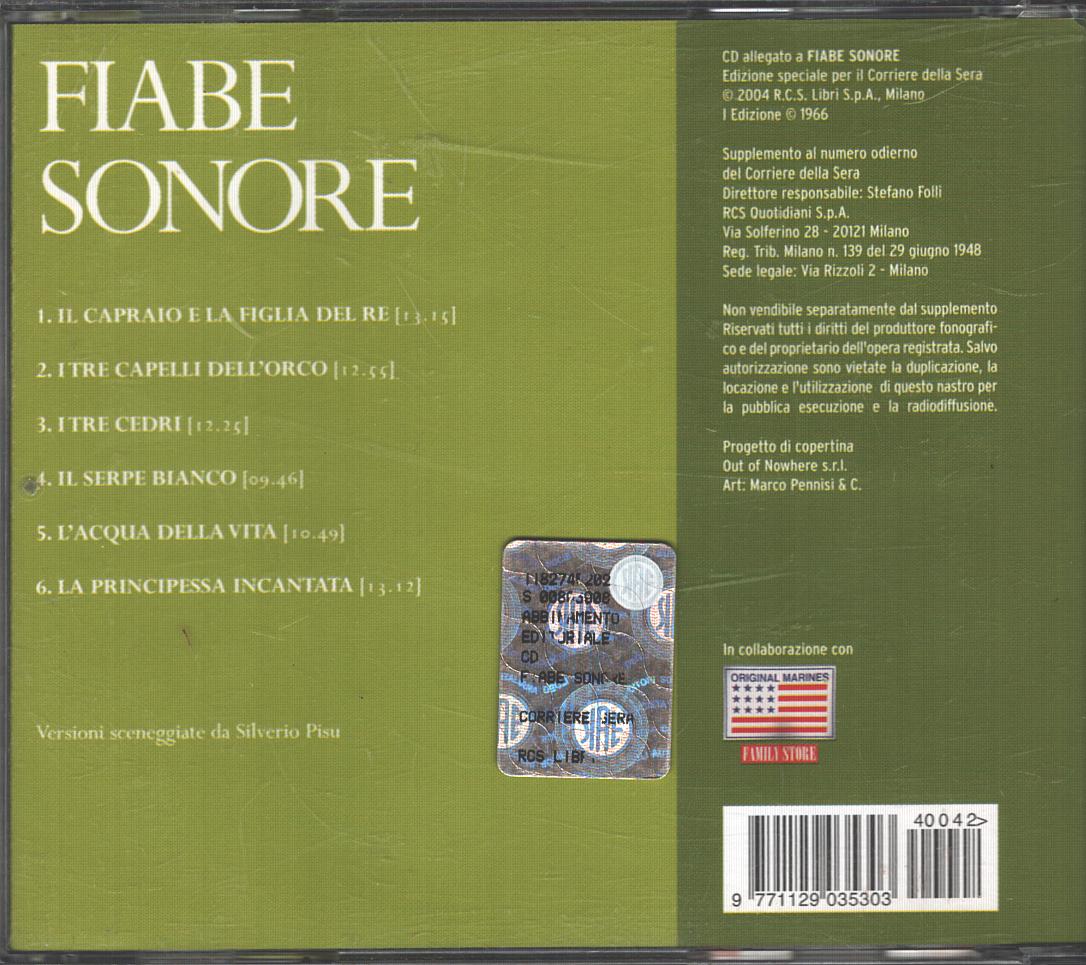 FIABE
SONORE
1. IL CAPRAIO E LA FIGLIA DEL RE [13.15]
2. I TRE CAPELLI DELL'ORCO [12.55]
3. I TRE CEDRI [12.25]
4. IL SERPE BIANCO [09.46]
5. L'ACQUA DELLA VITA [10.49]
6. LA PRINCIPESSA INCANTATA [13.12]
Versioni sceneggiate da Silverio Pisu
CD
CORRIERE SERA
RCS
SIAE
CD allegato a FIABE SONORE
Edizione speciale per il Corriere della Sera
© 2004 R.C.S. Libri S.p.A., Milano
I Edizione © 1966
Supplemento al numero odierno
del Corriere della Sera
Direttore responsabile: Stefano Folli
RCS Quotidiani S.p.A.
Via Solferino 28 - 20121 Milano
Reg. Trib. Milano n. 139 del 29 giugno 1948
Sede legale: Via Rizzoli 2 - Milano
Non vendibile separatamente dal supplemento
Riservati tutti i diritti del produttore fonografi-
co e del proprietario dell'opera registrata. Salvo
autorizzazione sono vietate la duplicazione, la
locazione e l'utilizzazione di questo nastro per
la pubblica esecuzione e la radiodiffusione.
Progetto di copertina
Out of Nowhere s.r.l.
Art: Marco Pennisi & C.
In collaborazione con
ORIGINAL MARINES
FAMILY STORE
40042>
9 771129 035303